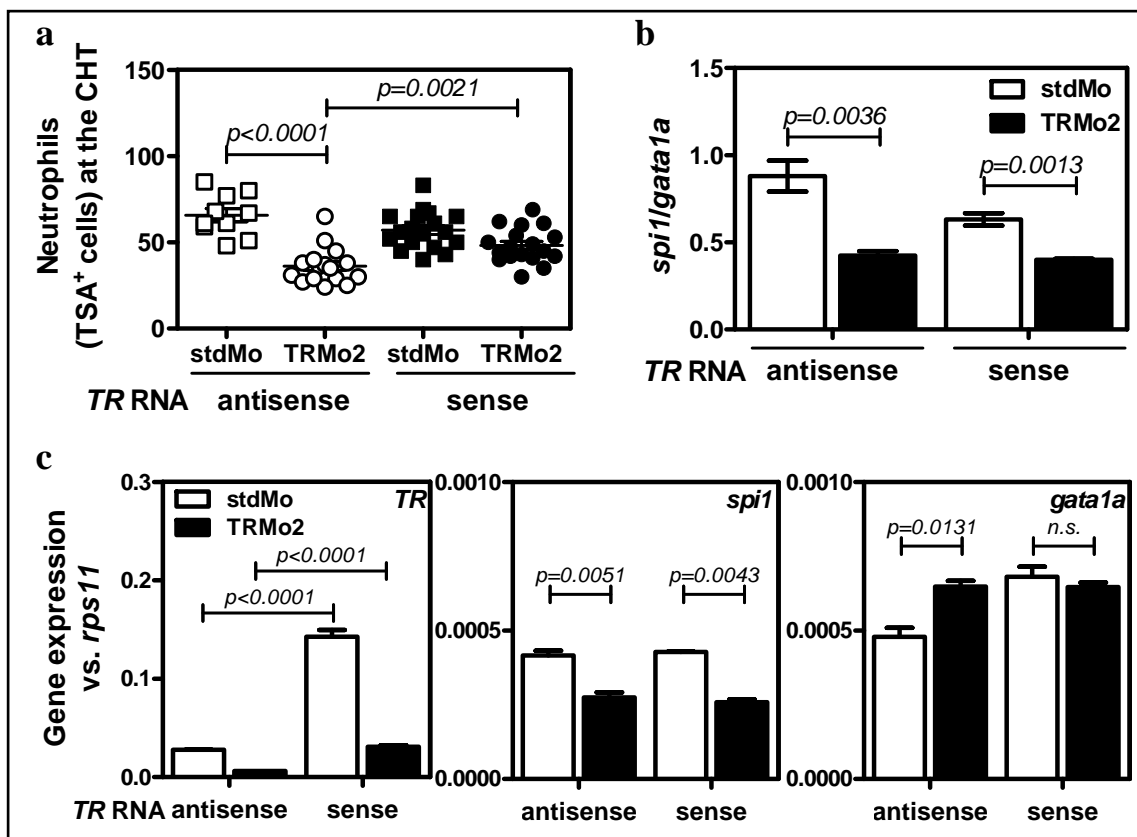 a
Neutrophils
(TSA+ cells) at the CHT
150
100
50
0
p<0.0001
p=0.0021
stdMo TRMo2 stdMo TRMo2
TR RNA antisense sense
b
spi1/gata1a
1.5
1.0
0.5
0.0
stdMo
TRMo2
p=0.0036
p=0.0013
TR RNA antisense sense
c
Gene expression
vs. rps11
0.3
0.2
0.1
0.0
stdMo
TRMo2
TR
p<0.0001
p<0.0001
TR RNA antisense sense
0.0010
0.0005
0.0000
spi1
p=0.0051
p=0.0043
antisense sense
0.0010
0.0005
0.0000
gata1a
p=0.0131
n.s.
antisense sense